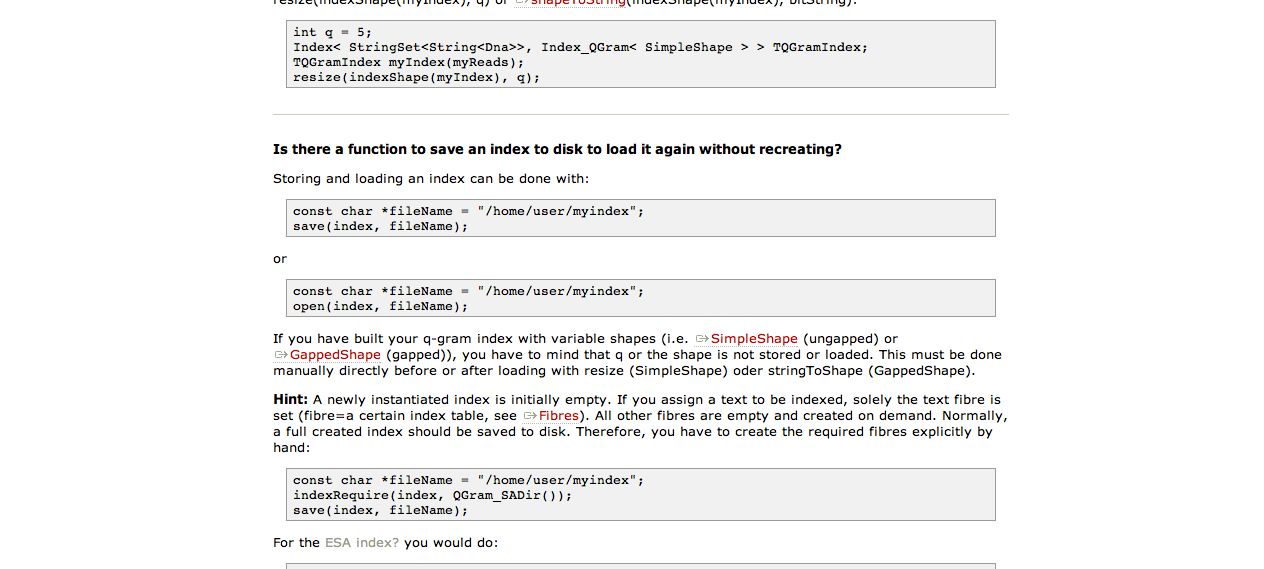 resize(indexShape(myIndex), q) or shapeToString(indexShape(myIndex), bitString).
int q = 5;
Index< StringSet<String<Dna>>, Index_QGram< SimpleShape > > TQGramIndex;
TQGramIndex myIndex(myReads);
resize(indexShape(myIndex), q);
Is there a function to save an index to disk to load it again without recreating?
Storing and loading an index can be done with:
const char *fileName = "/home/user/myindex";
save(index, fileName);
or
const char *fileName = "/home/user/myindex";
open(index, fileName);
If you have built your q-gram index with variable shapes (i.e. SimpleShape (ungapped) or
GappedShape (gapped)), you have to mind that q or the shape is not stored or loaded. This must be done
manually directly before or after loading with resize (SimpleShape) oder stringToShape (GappedShape).
Hint: A newly instantiated index is initially empty. If you assign a text to be indexed, solely the text fibre is
set (fibre=a certain index table, see Fibres). All other fibres are empty and created on demand. Normally,
a full created index should be saved to disk. Therefore, you have to create the required fibres explicitly by
hand:
const char *fileName = "/home/user/myindex";
indexRequire(index, QGram_SADir());
save(index, fileName);
For the ESA index? you would do: